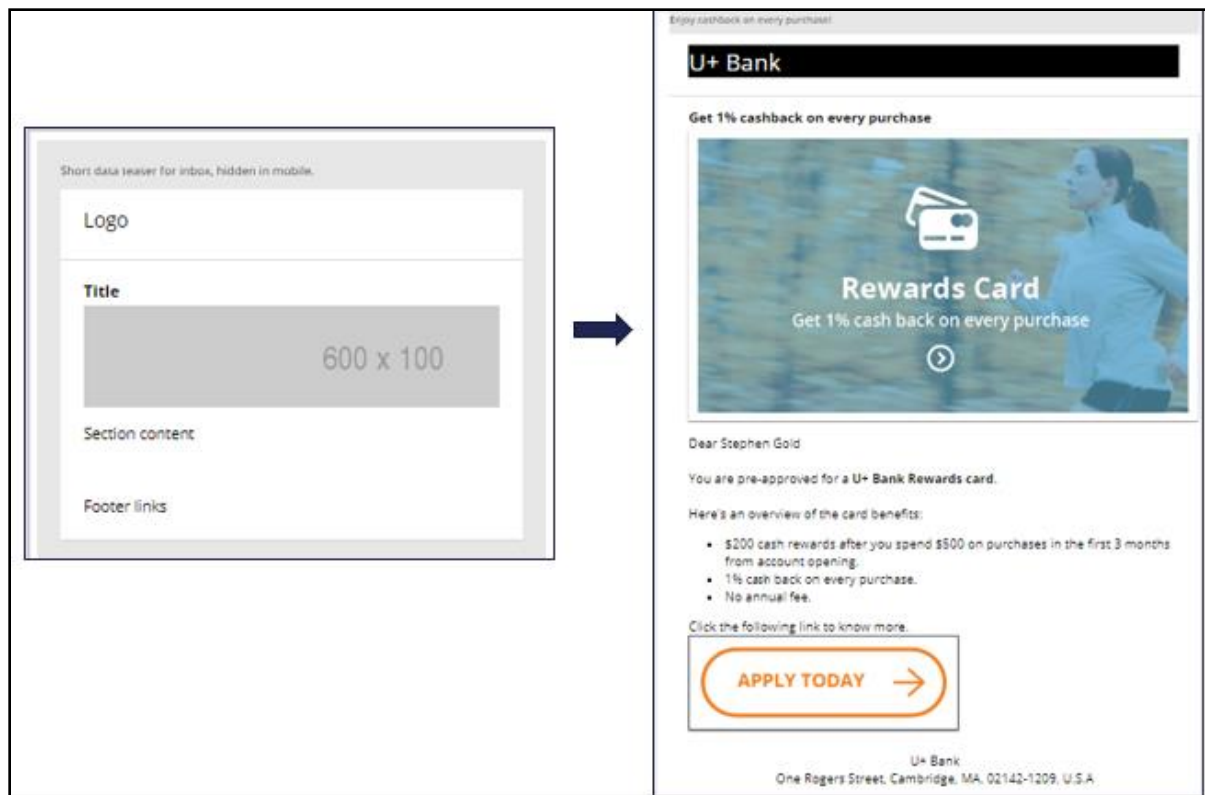 Short data teaser for inbox, hidden in mobile.
Logo
Title
600 x 100
Section content
Footer links
Enjoy cashback on every purchase!
U+ Bank
Get 1% cashback on every purchase
Rewards Card
Get 1% cash back on every purchase
Dear Stephen Gold
You are pre-approved for a U+ Bank Rewards card.
Here's an overview of the card benefits:
• $200 cash rewards after you spend $500 on purchases in the first 3 months
from account opening.
• 1% cash back on every purchase.
• No annual fee.
Click the following link to know more.
APPLY TODAY
U+ Bank
One Rogers Street, Cambridge, MA, 02142-1209, U.S.A